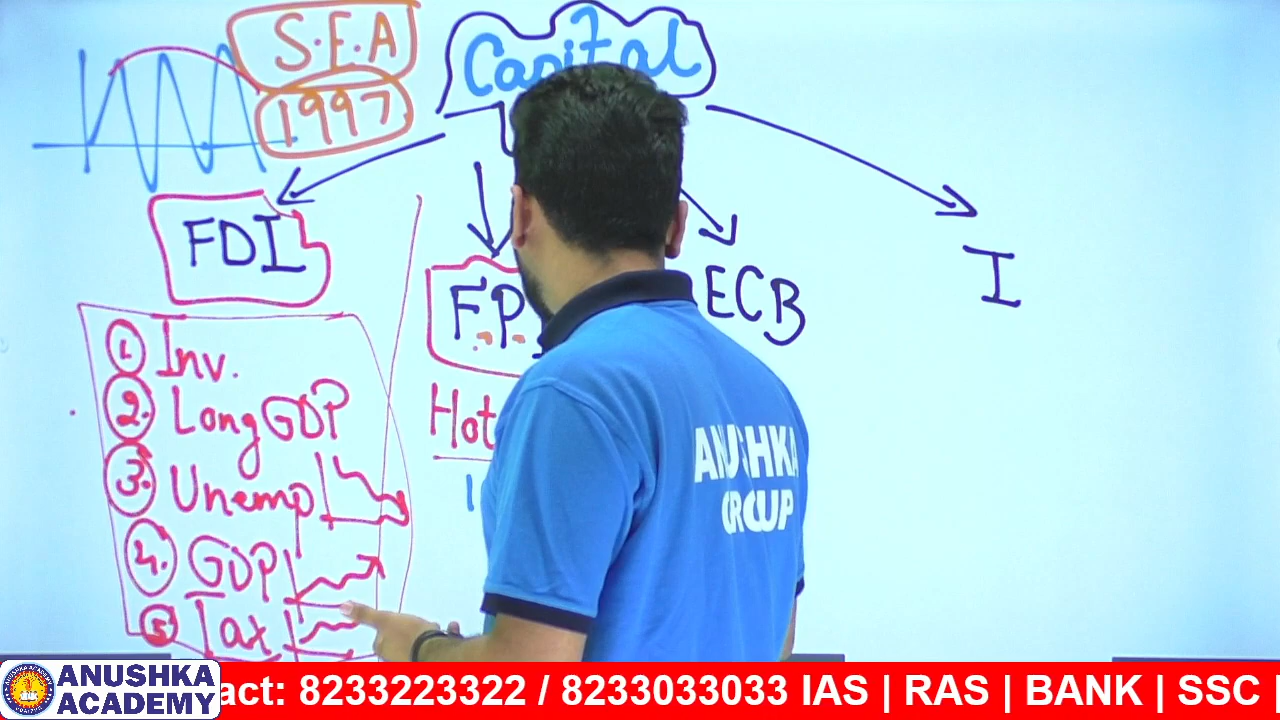 S.E.A
1997
Capital
FDI
F.P.
ECB
I
1. Inv.
2. Long GDP
3. Unemp
4. GDP
5 Tax
Hot
ANUSHKA
GROUP
ANUSHKA
ACADEMY
act: 8233223322 / 8233033033 IAS | RAS | BANK | SSC |